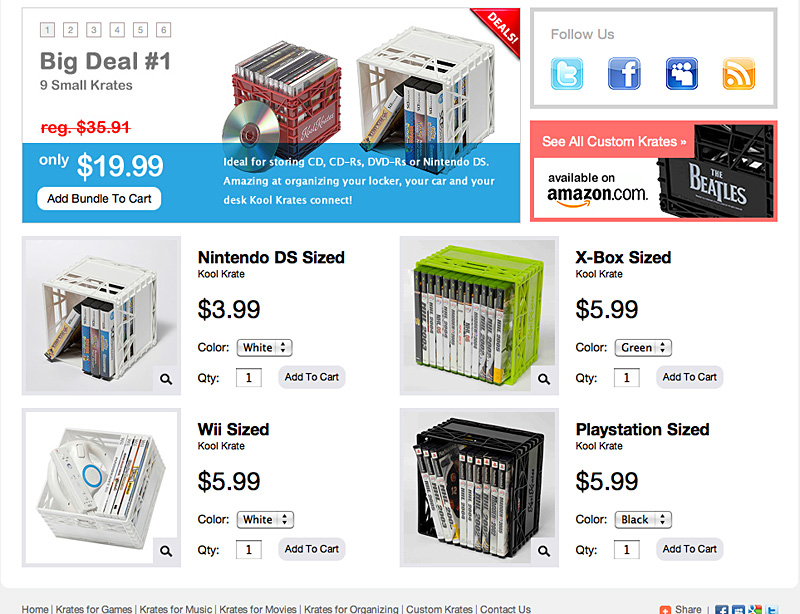 1 2 3 4 5 6
Big Deal #1
9 Small Krates
reg. $35.91
only $19.99
Add Bundle To Cart
DEALS!
KoolKrates
Ideal for storing CD, CD-Rs, DVD-Rs or Nintendo DS.
Amazing at organizing your locker, your car and your
desk Kool Krates connect!
Follow Us
See All Custom Krates »
available on
amazon.com.
THE
BEATLES
Nintendo DS Sized
Kool Krate
$3.99
Color: White
Qty: 1 Add To Cart
X-Box Sized
Kool Krate
$5.99
Color: Green
Qty: 1 Add To Cart
Wii Sized
Kool Krate
$5.99
Color: White
Qty: 1 Add To Cart
Playstation Sized
Kool Krate
$5.99
Color: Black
Qty: 1 Add To Cart
Home | Krates for Games | Krates for Music | Krates for Movies | Krates for Organizing | Custom Krates | Contact Us
Share |